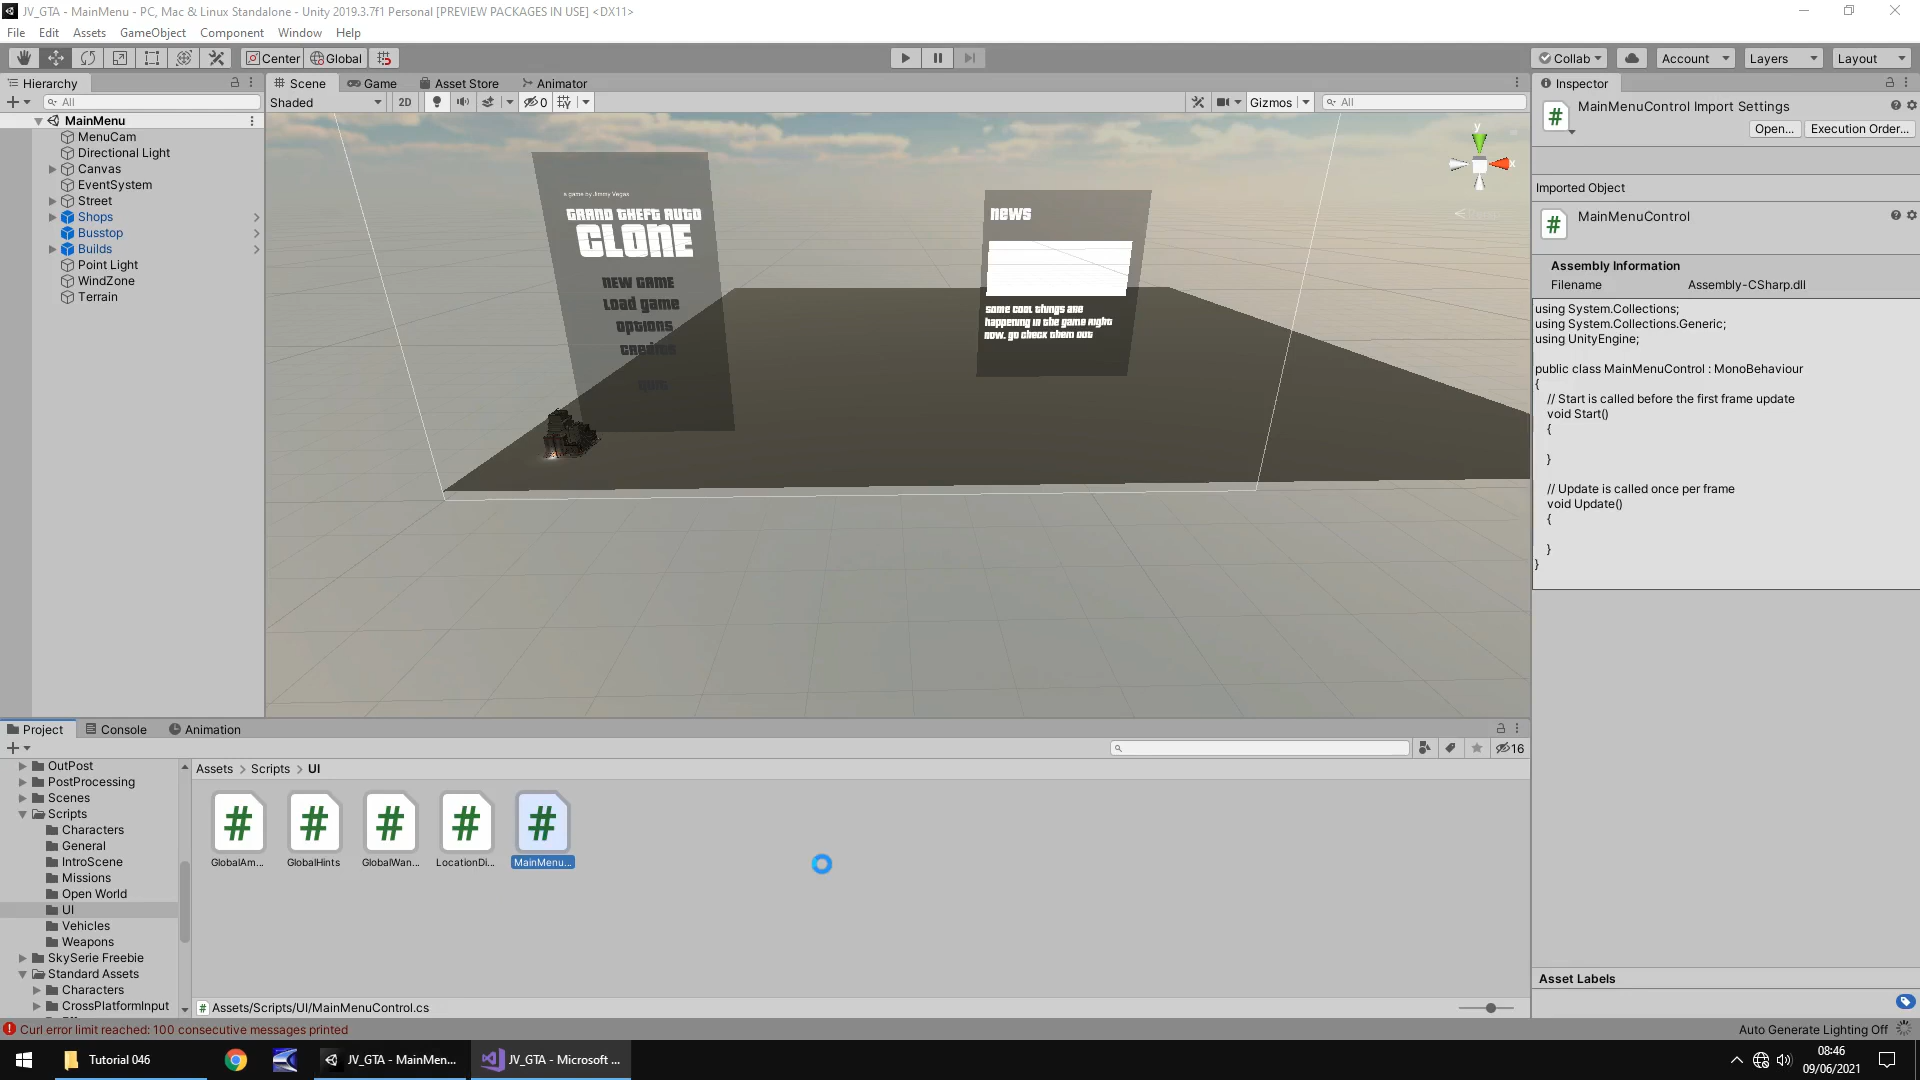 JV_GTA - MainMenu - PC, Mac & Linux Standalone - Unity 2019.3.7f1 Personal [PREVIEW PACKAGES IN USE] <DX11>
File Edit Assets GameObject Component Window Help
Center Global Collab Account Layers Layout
Hierarchy
All
MainMenu
MenuCam
Directional Light
Canvas
EventSystem
Street
Shops
Busstop
Builds
Point Light
WindZone
Terrain
Scene Game Asset Store Animator
Shaded 2D 0 Gizmos All
y
x
a game by Jimmy Vegas
GRAND THEFT AUTO
CLONE
NEW GAME
Load game
options
credits
quit
news
some cool things are
happening in the game right
now. go check them out
Inspector
MainMenuControl Import Settings
Open... Execution Order...
Imported Object
MainMenuControl
Assembly Information
Filename Assembly-CSharp.dll
using System.Collections;
using System.Collections.Generic;
using UnityEngine;
public class MainMenuControl : MonoBehaviour
{
// Start is called before the first frame update
void Start()
{
}
// Update is called once per frame
void Update()
{
}
}
Asset Labels
Project Console Animation
16
OutPost
PostProcessing
Scenes
Scripts
Characters
General
IntroScene
Missions
Open World
UI
Vehicles
Weapons
SkySerie Freebie
Standard Assets
Characters
CrossPlatformInput
Assets > Scripts > UI
GlobalAm... GlobalHints GlobalWan... LocationDi... MainMenu...
Assets/Scripts/UI/MainMenuControl.cs
Curl error limit reached: 100 consecutive messages printed
Auto Generate Lighting Off
Tutorial 046
JV_GTA - MainMen...
JV_GTA - Microsoft ...
08:46
09/06/2021